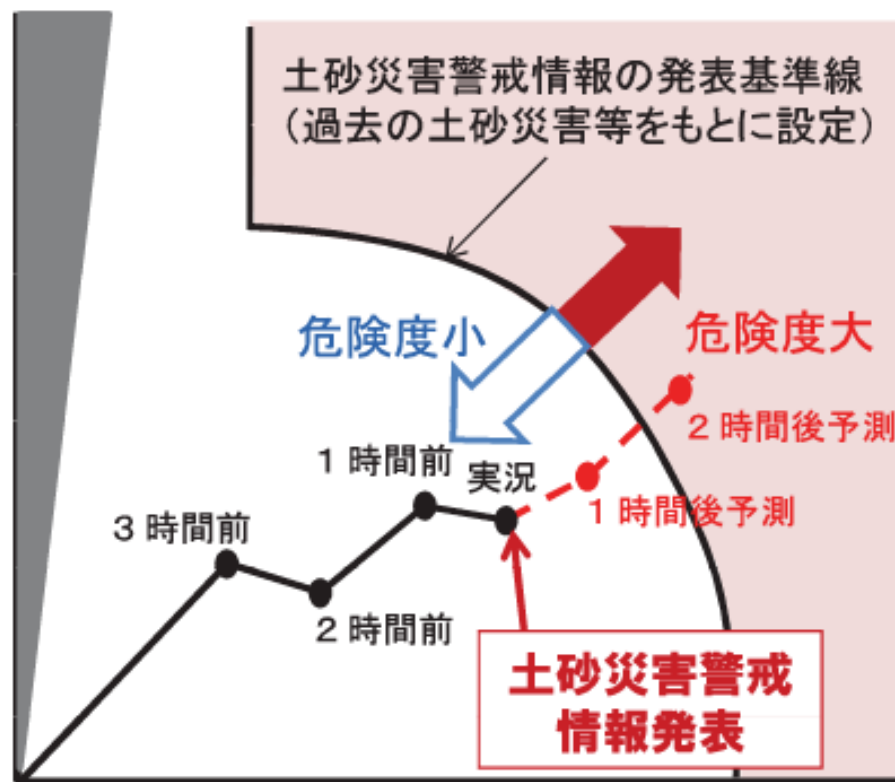 土砂災害警戒情報の発表基準線
(過去の土砂災害等をもとに設定)
危険度小
危険度大
2時間後予測
1時間前
実況
1時間後予測
3時間前
2時間前
土砂災害警戒
情報発表